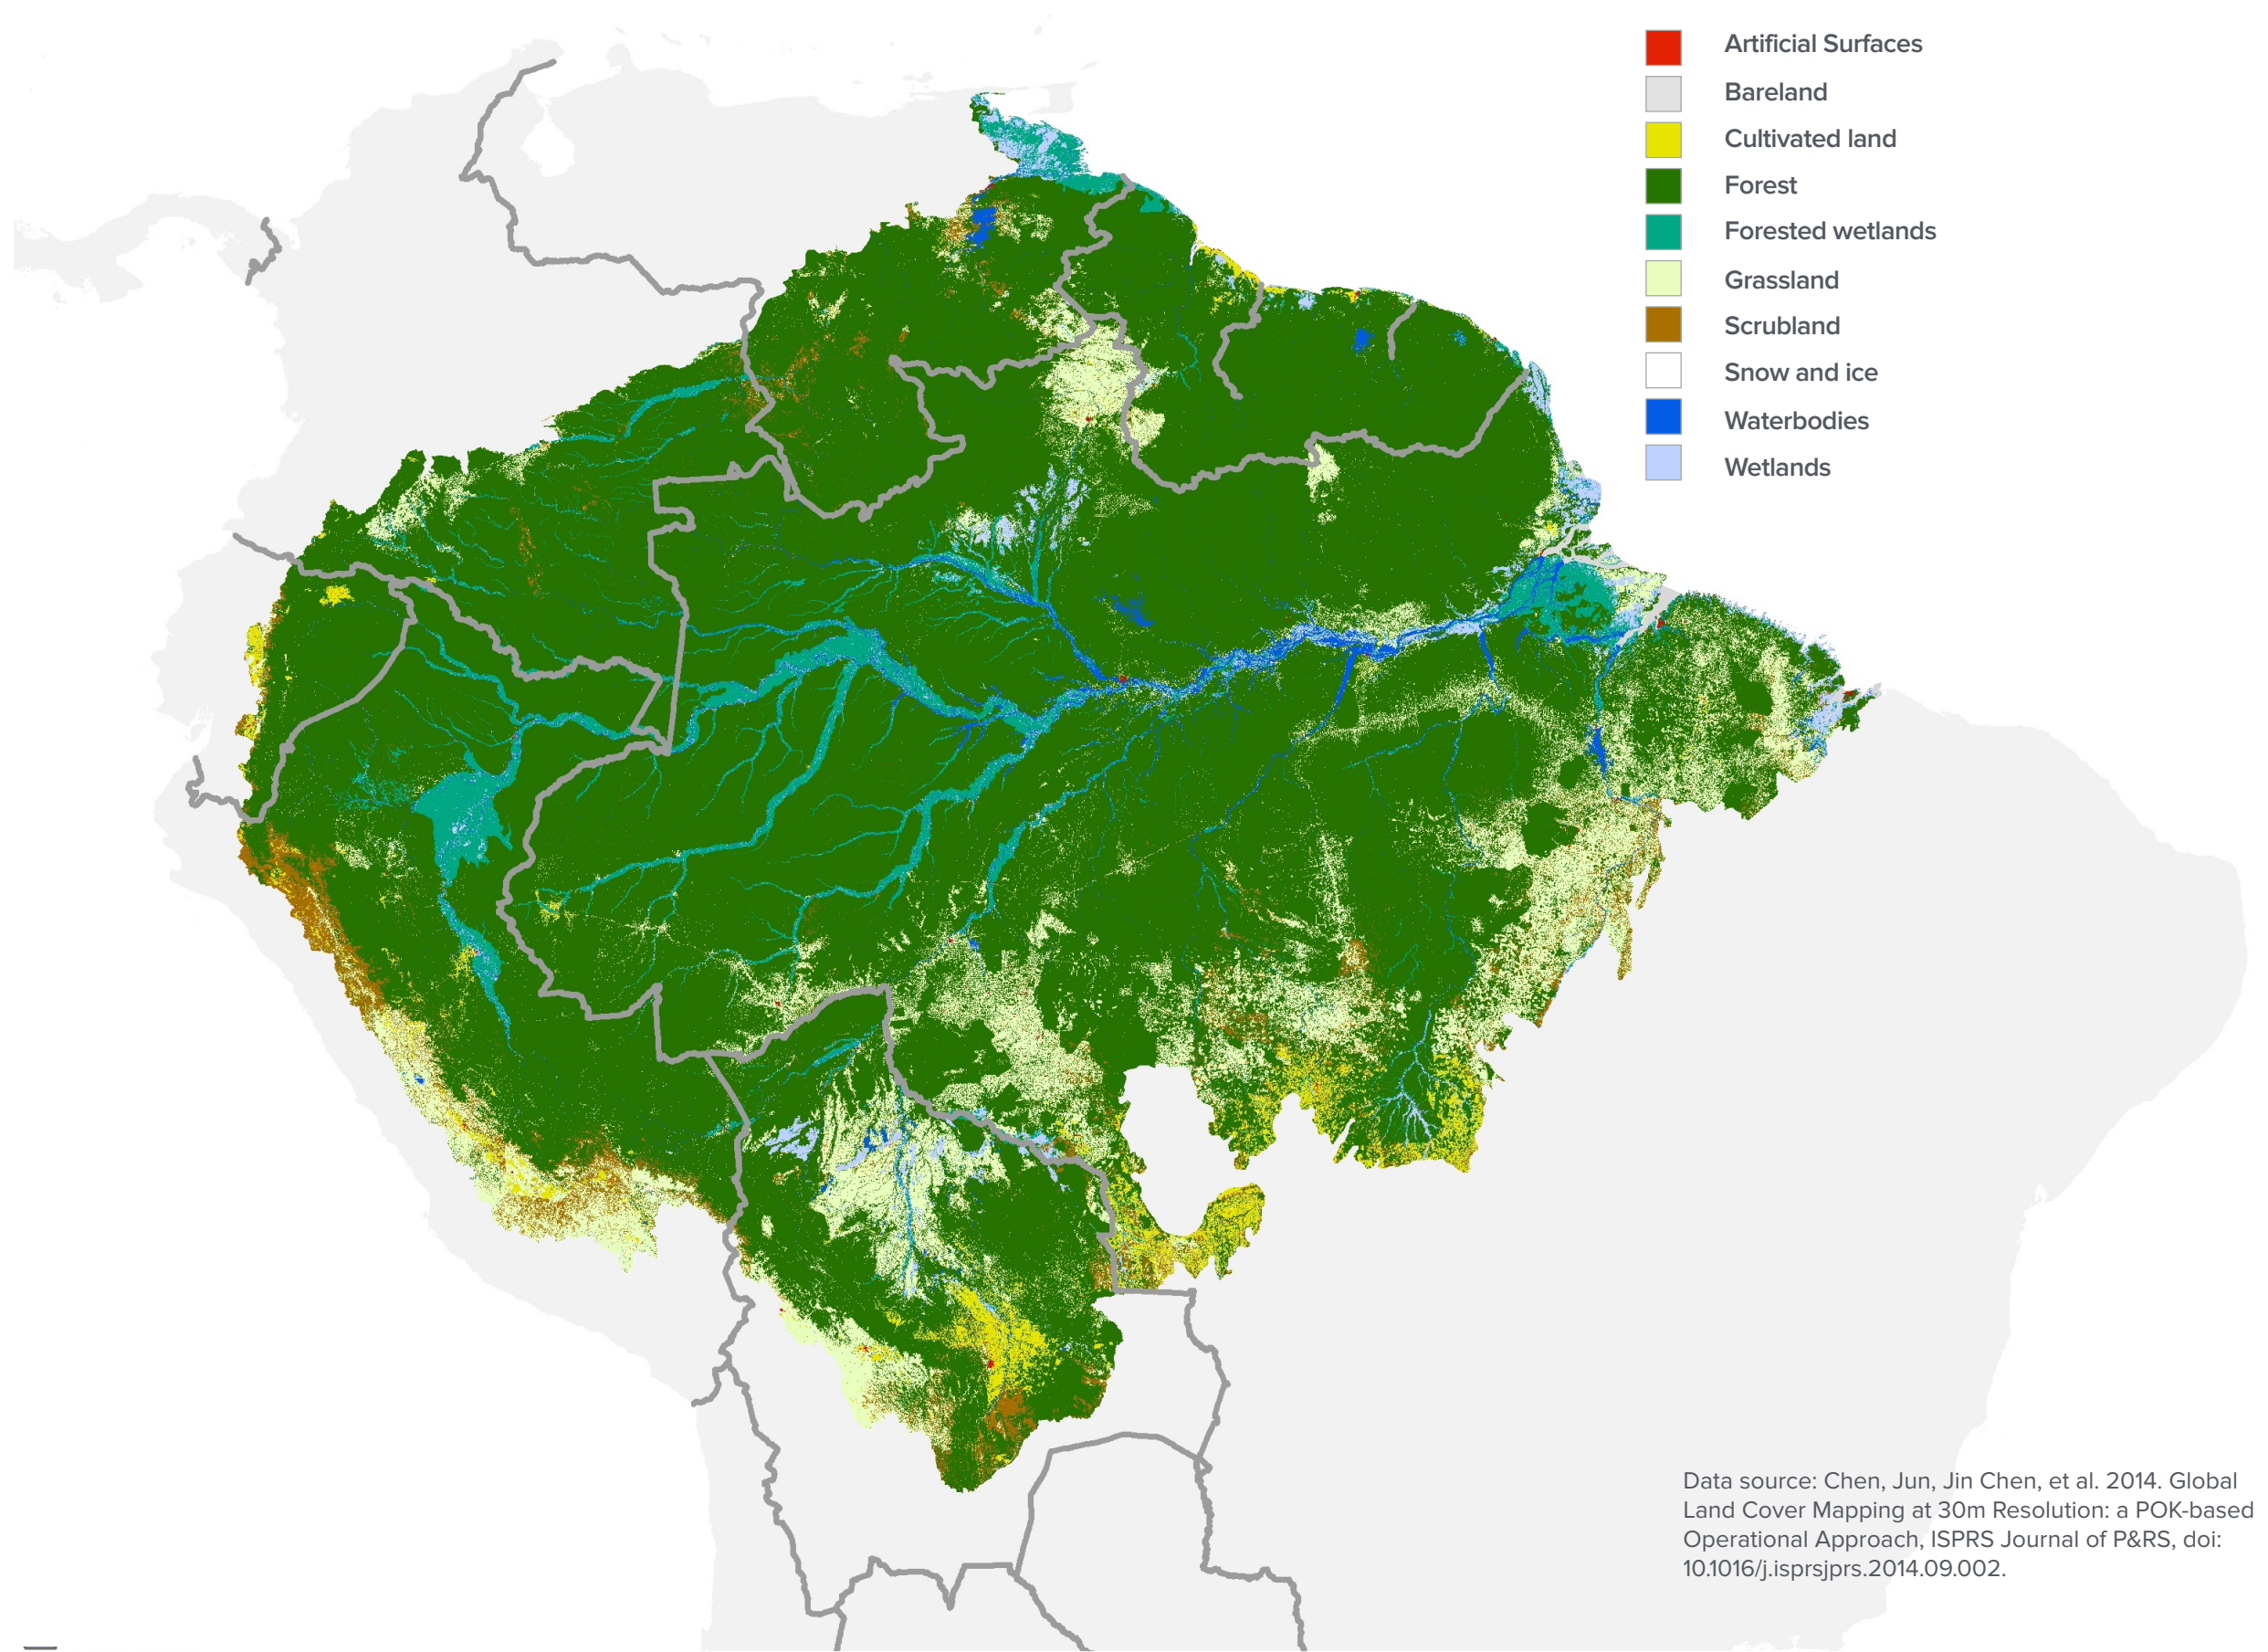 Artificial Surfaces
Bareland
Cultivated land
Forest
Forested wetlands
Grassland
Scrubland
Snow and ice
Waterbodies
Wetlands
Data source: Chen, Jun, Jin Chen, et al. 2014. Global
Land Cover Mapping at 30m Resolution: a POK-based
Operational Approach, ISPRS Journal of P&RS, doi:
10.1016/j.isprsjprs.2014.09.002.